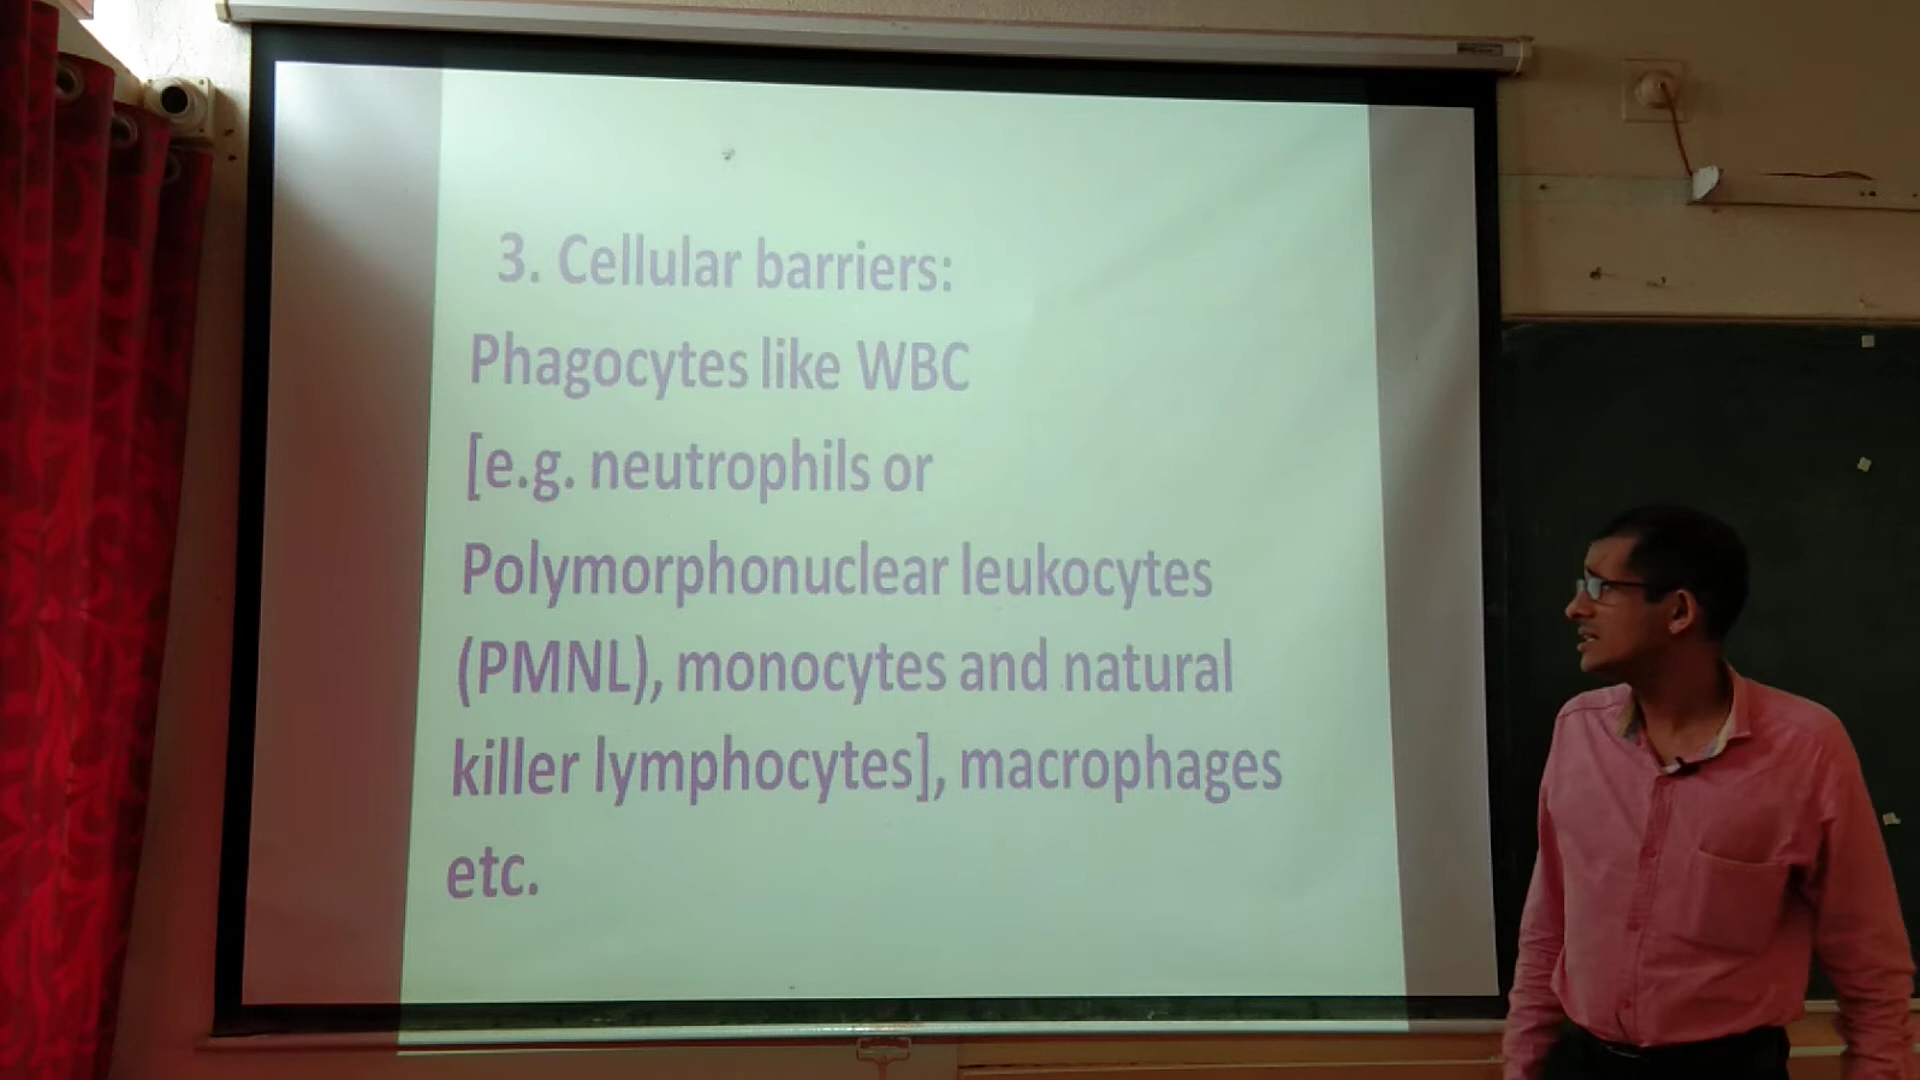 3. Cellular barriers:
Phagocytes like WBC
[e.g. neutrophils or
Polymorphonuclear leukocytes
(PMNL), monocytes and natural
killer lymphocytes], macrophages
etc.